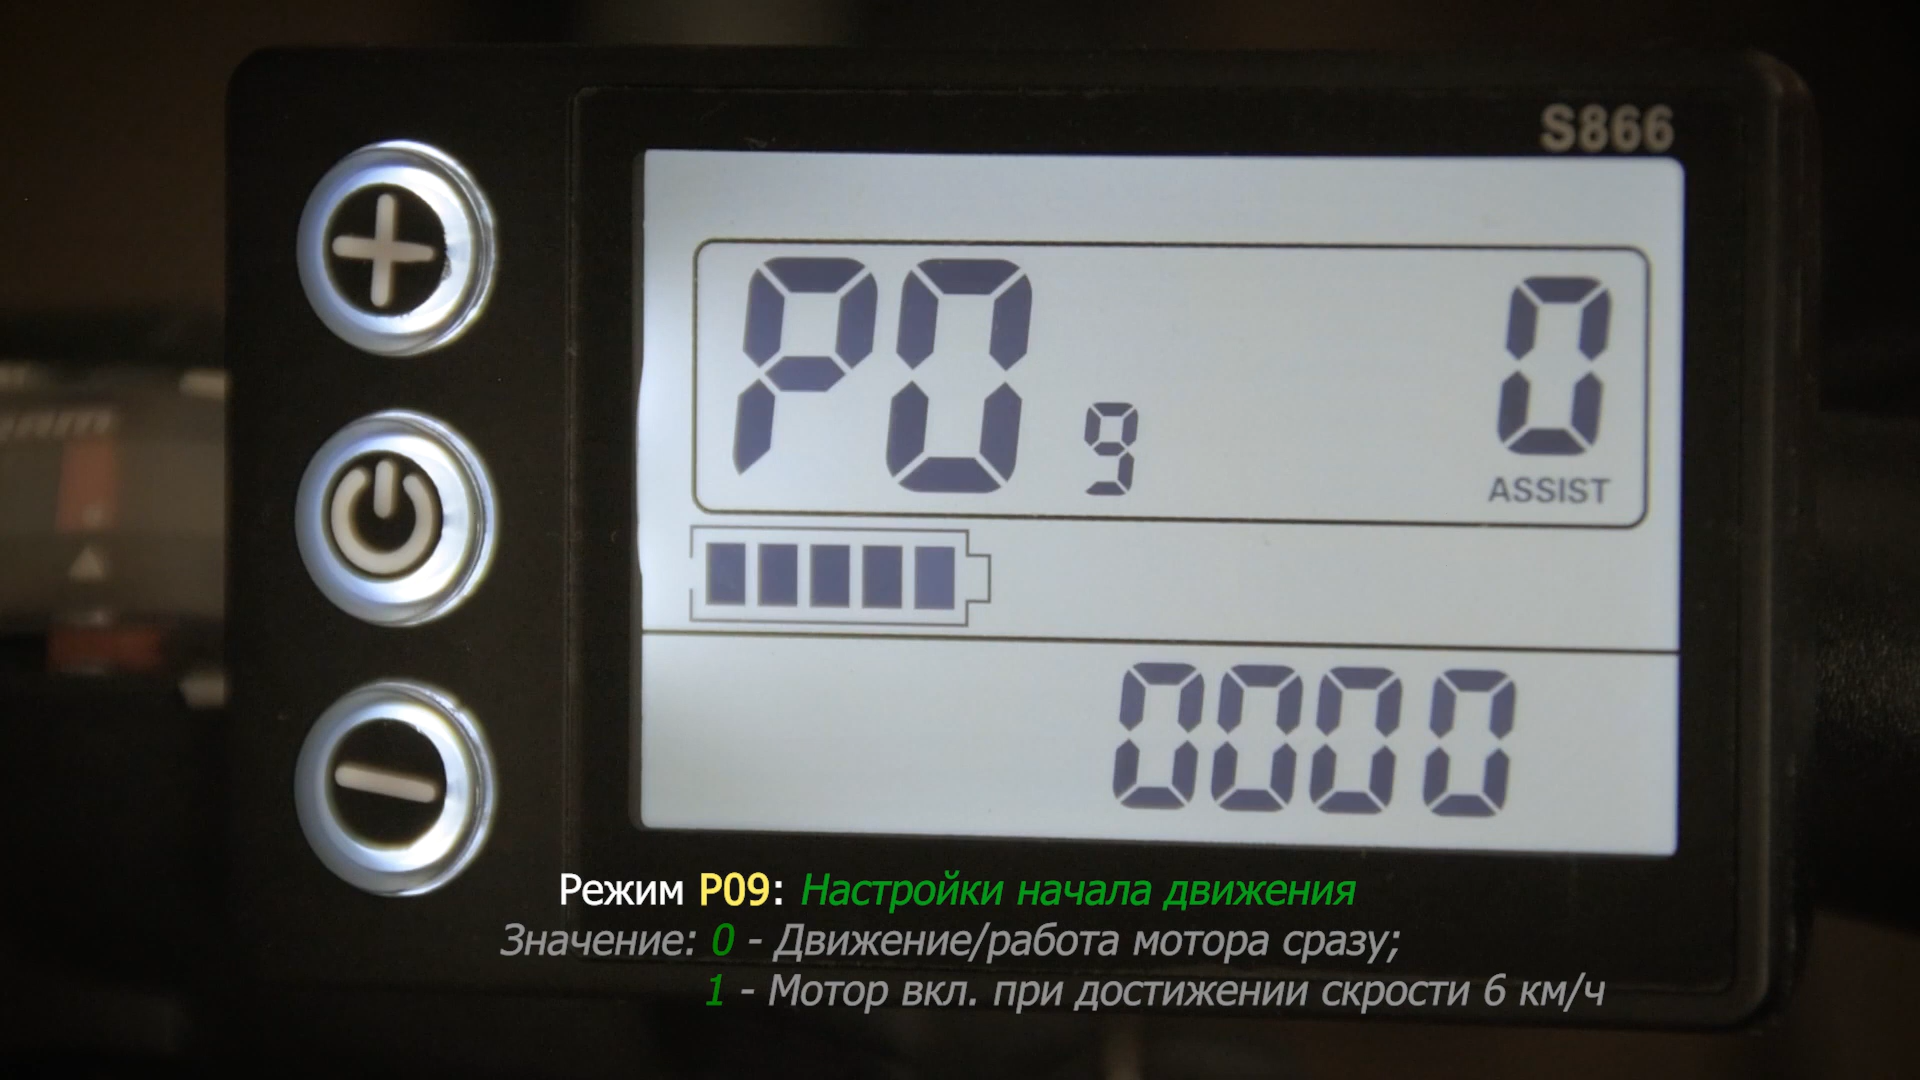 S866
P09 0
ASSIST
0000
Режим P09: Настройки начала движения
Значение: 0 - Движение/работа мотора сразу;
1 - Мотор вкл. при достижении скрости 6 км/ч